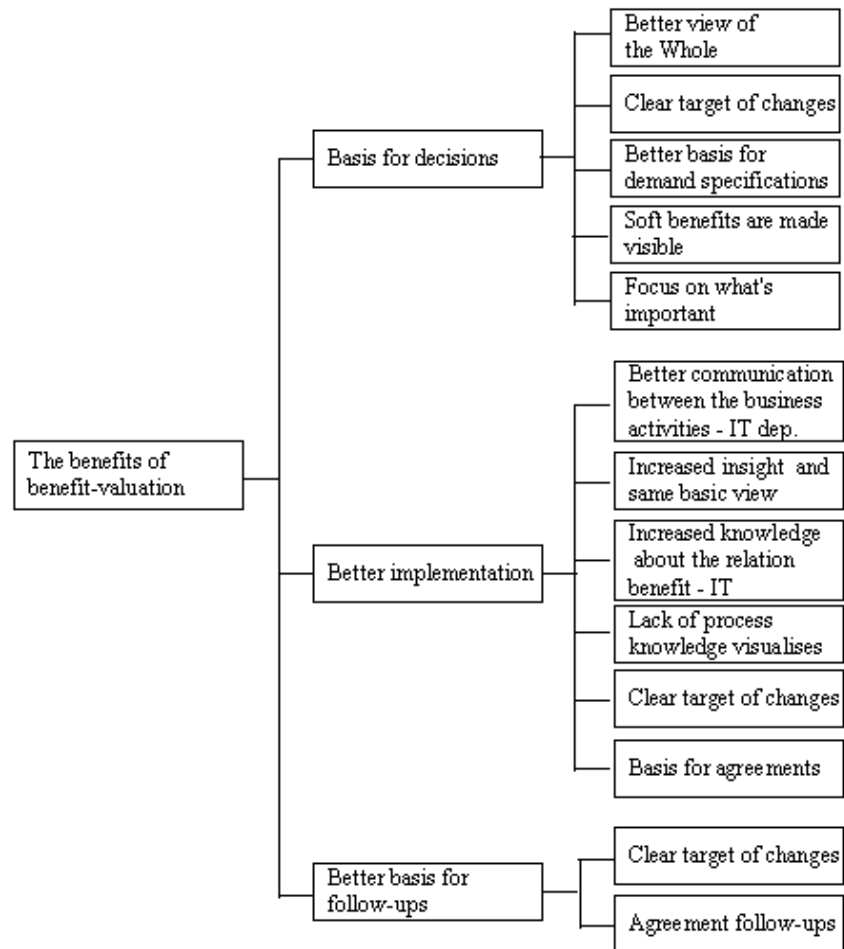 Better view of
the Whole
Clear target of changes
Basis for decisions
Better basis for
demand specifications
Soft benefits are made
visible
Focus on what's
important
The benefits of
benefit-valuation
Better communication
between the business
activities - IT dep.
Increased insight and
same basic view
Better implementation
Increased knowledge
about the relation
benefit - IT
Lack of process
knowledge visualises
Clear target of changes
Basis for agreements
Better basis for
follow-ups
Clear target of changes
Agreement follow-ups